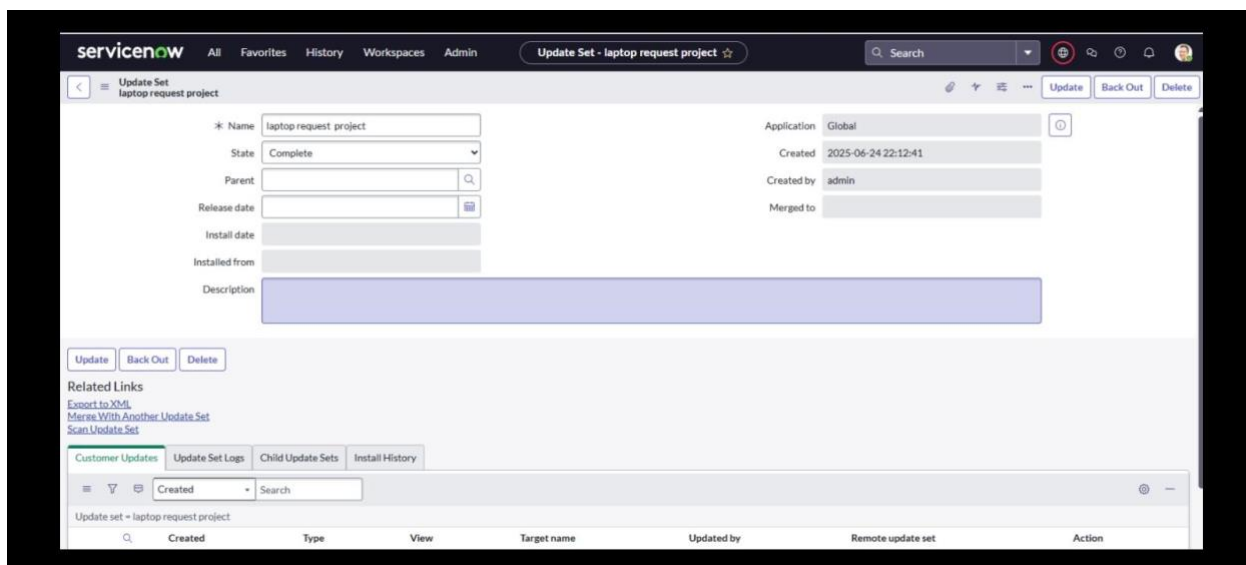 servicenow All Favorites History Workspaces Admin Update Set - laptop request project Search
Update Set
laptop request project
Update Back Out Delete
* Name laptop request project Application Global
State Complete Created 2025-06-24 22:12:41
Parent Created by admin
Release date Merged to
Install date
Installed from
Description
Update Back Out Delete
Related Links
Export to XML
Merge With Another Update Set
Scan Update Set
Customer Updates Update Set Logs Child Update Sets Install History
Created Search
Update set = laptop request project
Created Type View Target name Updated by Remote update set Action